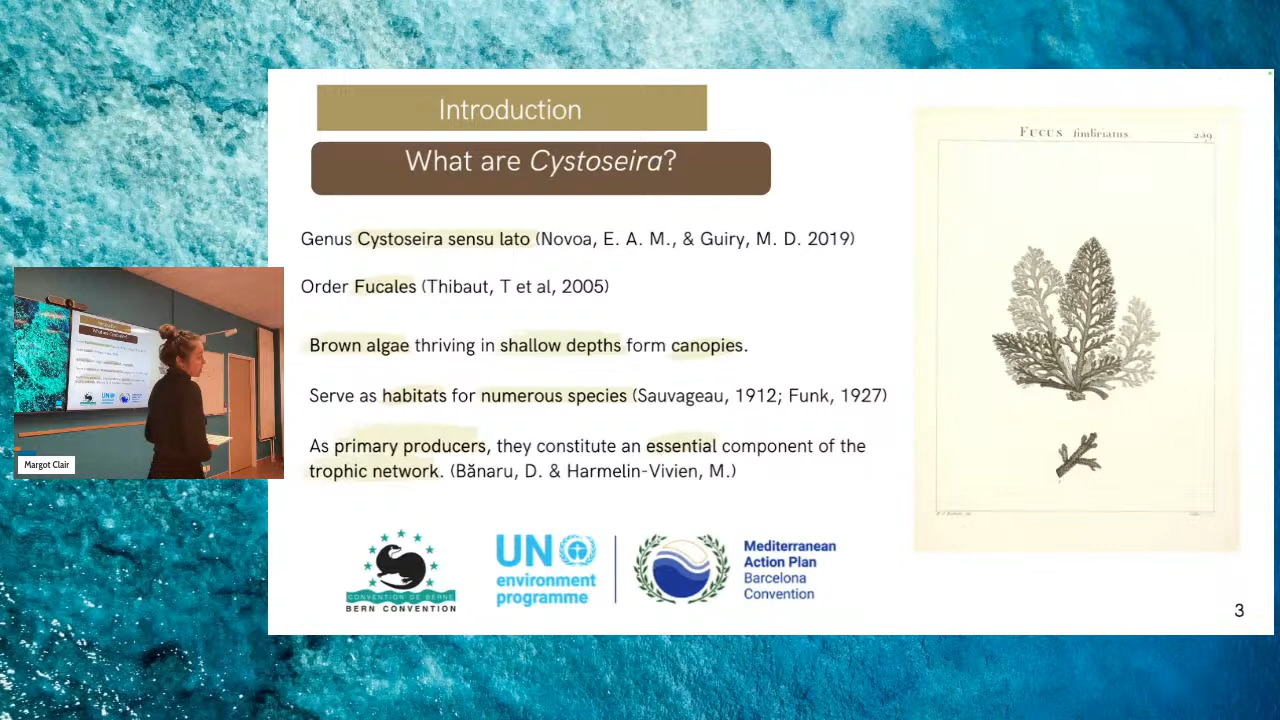 Introduction
What are Cystoseira?
Genus Cystoseira sensu lato (Novoa, E. A. M., & Guiry, M. D. 2019)
Order Fucales (Thibaut, T et al, 2005)
Brown algae thriving in shallow depths form canopies.
Serve as habitats for numerous species (Sauvageau, 1912; Funk, 1927)
As primary producers, they constitute an essential component of the
trophic network. (Bănaru, D. & Harmelin-Vivien, M.)
CONVENTION DE BERNE
BERN CONVENTION
UN
environment
programme
Mediterranean
Action Plan
Barcelona
Convention
Fucus fimbriatus.
239
3
Margot Clair